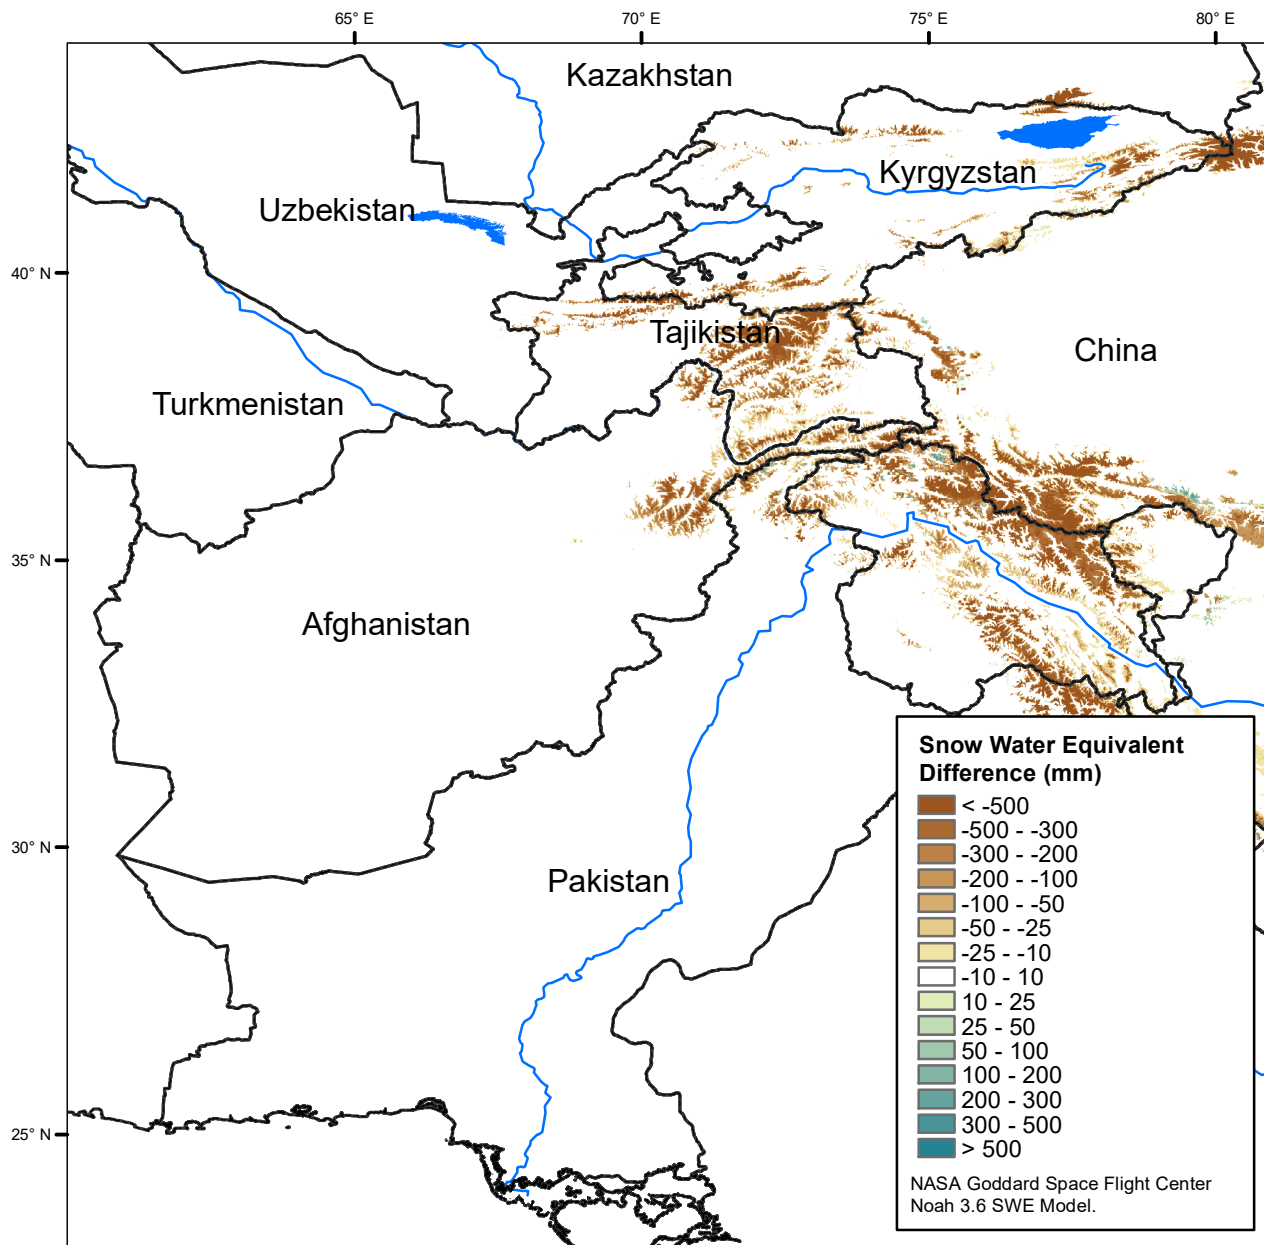 65° E
70° E
75° E
80° E
Kazakhstan
Kyrgyzstan
Uzbekistan
40° N
Tajikistan
China
Turkmenistan
35° N
Afghanistan
30° N
Pakistan
25° N
Snow Water Equivalent
Difference (mm)
< -500
-500 - -300
-300 - -200
-200 - -100
-100 - -50
-50 - -25
-25 - -10
-10 - 10
10 - 25
25 - 50
50 - 100
100 - 200
200 - 300
300 - 500
> 500
NASA Goddard Space Flight Center
Noah 3.6 SWE Model.